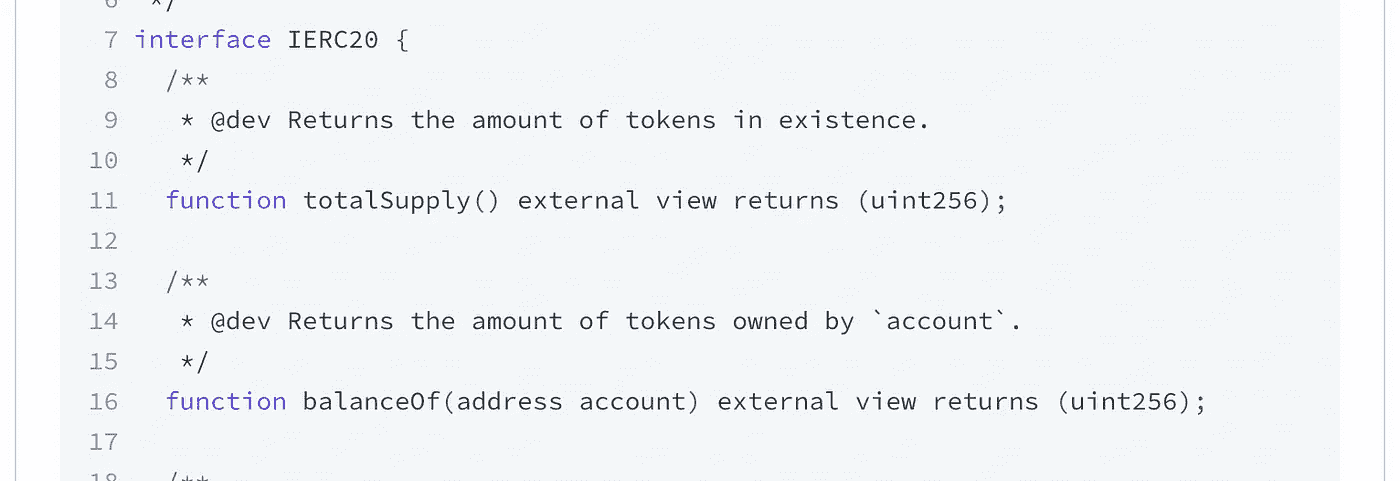 6 */
7 interface IERC20 {
8 /**
9 * @dev Returns the amount of tokens in existence.
10 */
11 function totalSupply() external view returns (uint256);
12
13 /**
14 * @dev Returns the amount of tokens owned by `account`.
15 */
16 function balanceOf(address account) external view returns (uint256);
17
18 /**